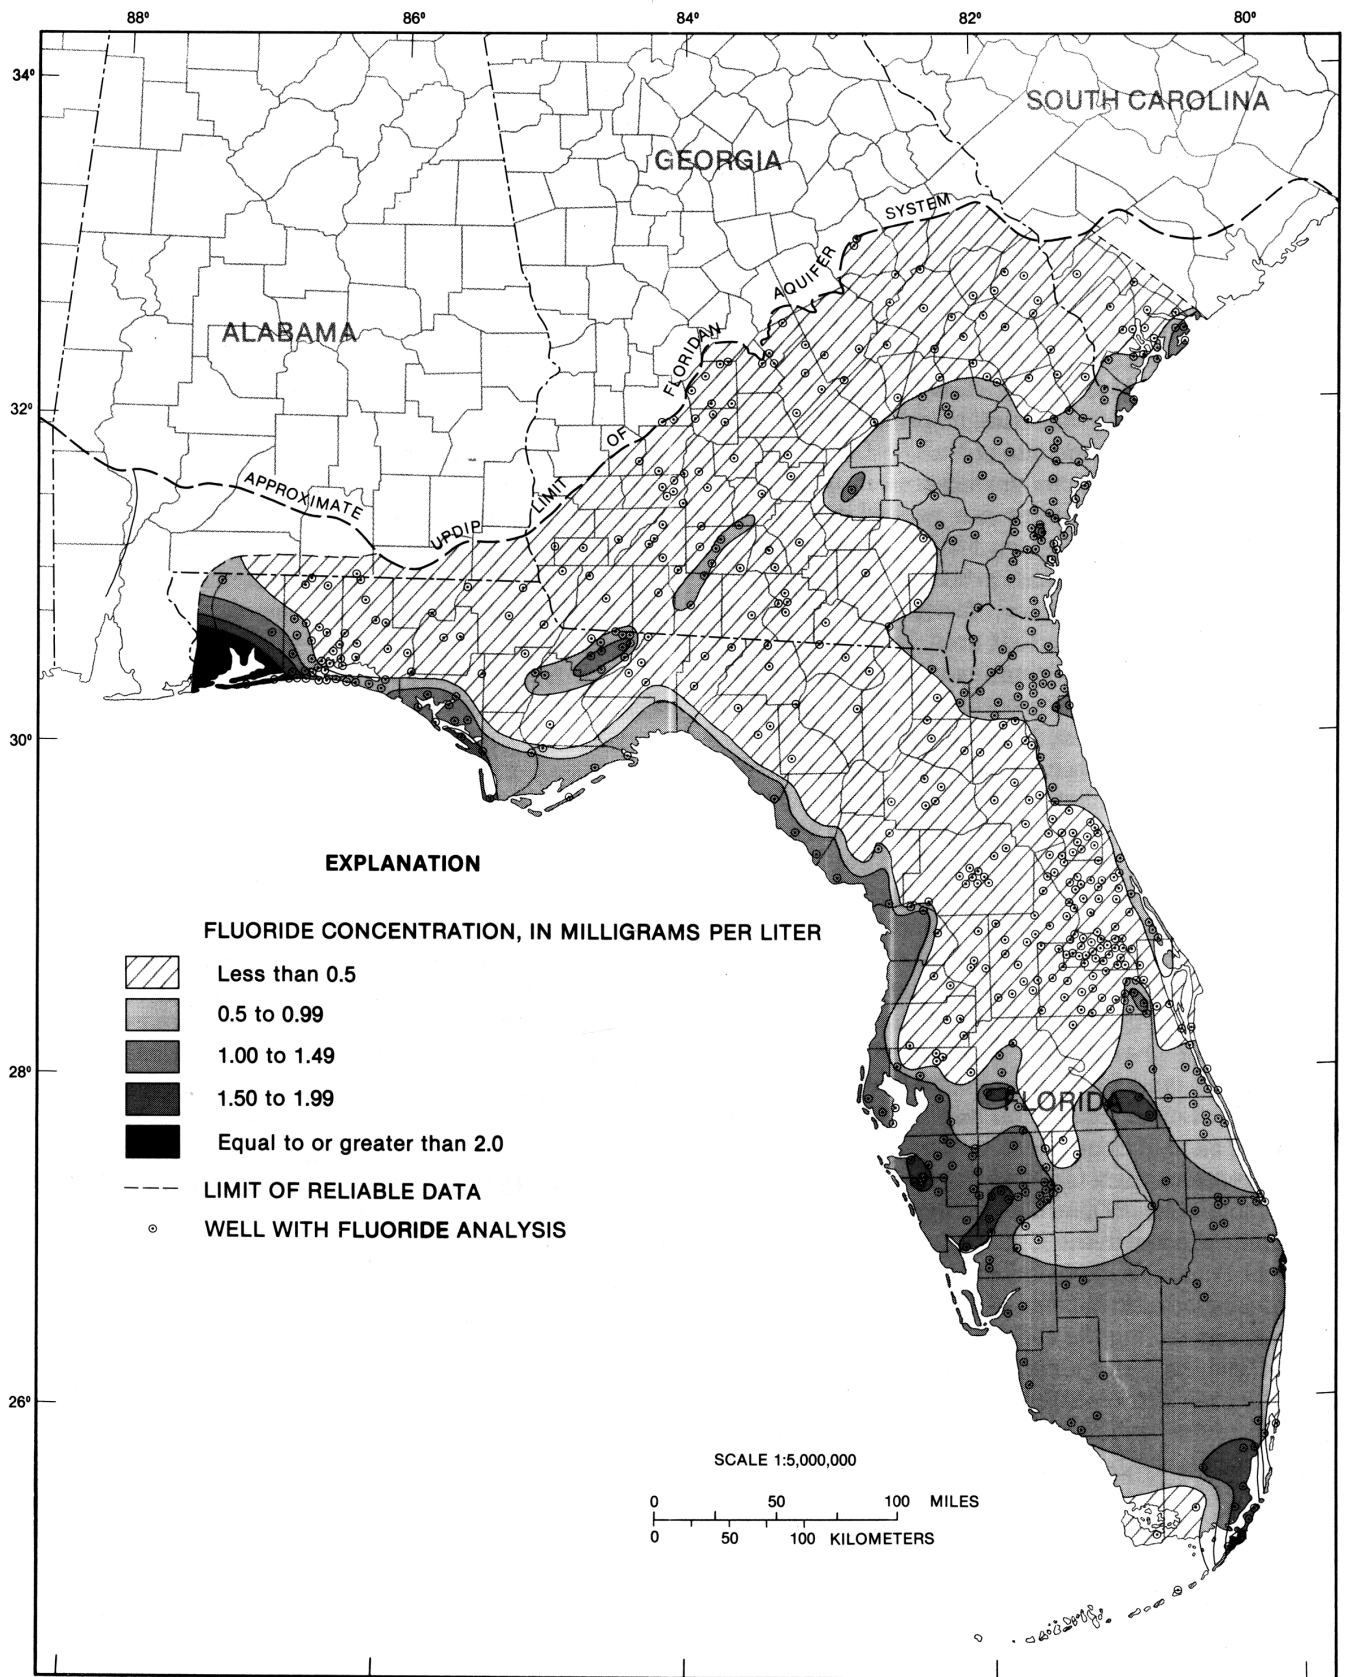 88° 86° 84° 82° 80°
34°
SOUTH CAROLINA
GEORGIA
SYSTEM
AQUIFER
ALABAMA
FLORIDAN
32°
OF
LIMIT
APPROXIMATE
UPDIP
30°
EXPLANATION
FLUORIDE CONCENTRATION, IN MILLIGRAMS PER LITER
Less than 0.5
0.5 to 0.99
1.00 to 1.49
1.50 to 1.99
Equal to or greater than 2.0
LIMIT OF RELIABLE DATA
WELL WITH FLUORIDE ANALYSIS
28°
FLORIDA
26°
SCALE 1:5,000,000
0 50 100 MILES
0 50 100 KILOMETERS